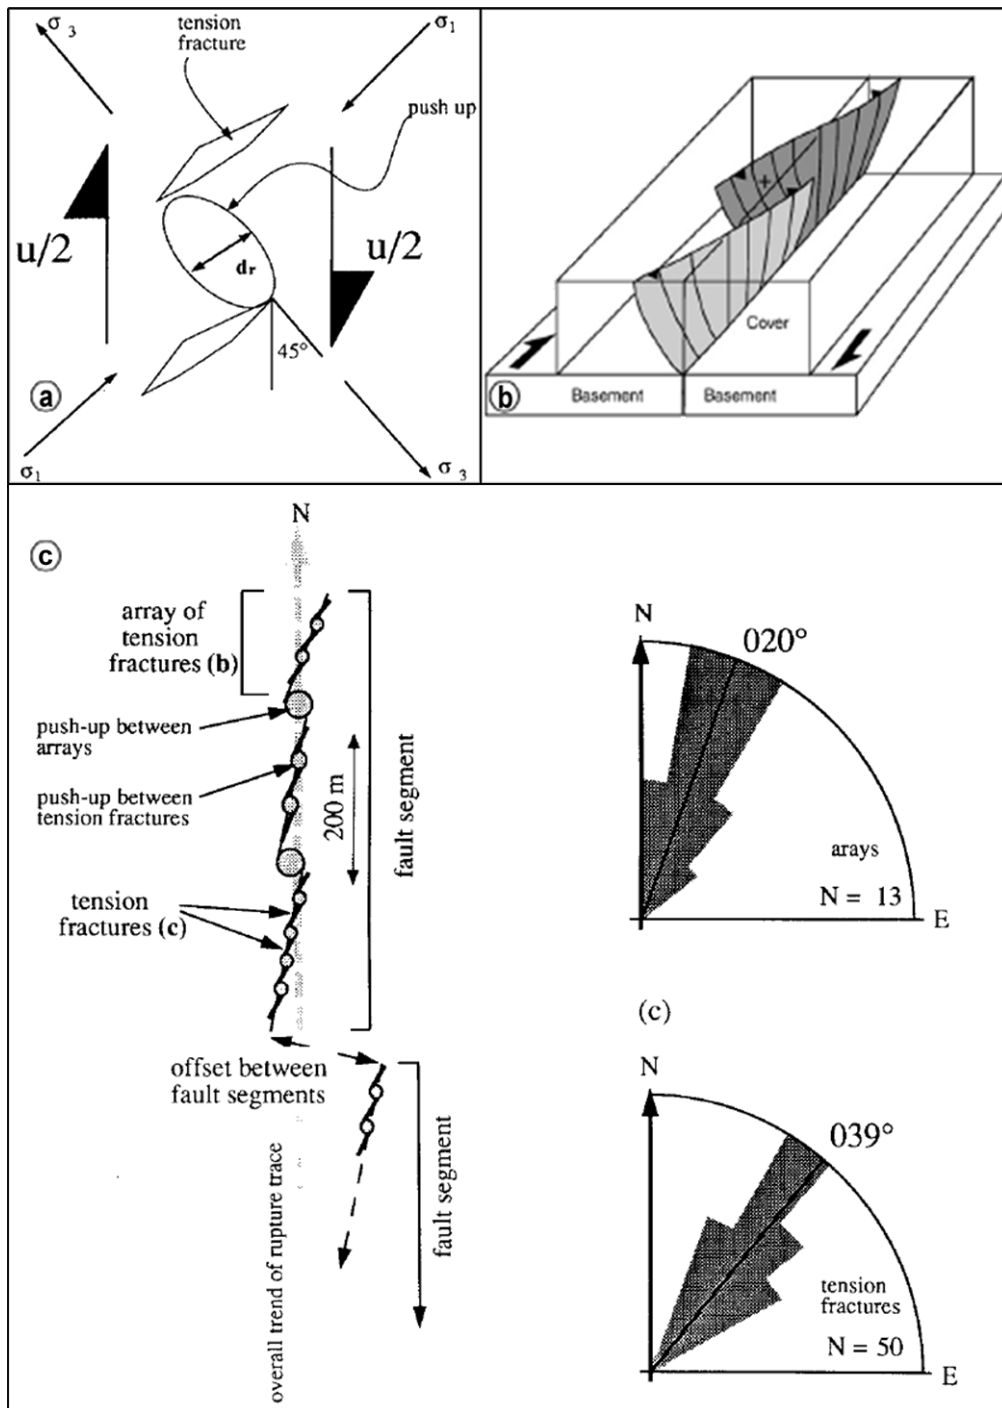 σ 3
tension
fracture
σ1
push up
u/2
u/2
dr
45°
a
σ1
σ 3
Cover
Basement
Basement
b
c
N
array of
tension
fractures (b)
push-up between
arrays
push-up between
tension fractures
200 m
fault segment
tension
fractures (c)
offset between
fault segments
fault segment
overall trend of rupture trace
N
020°
arays
N = 13
E
(c)
N
039°
tension
fractures
N = 50
E